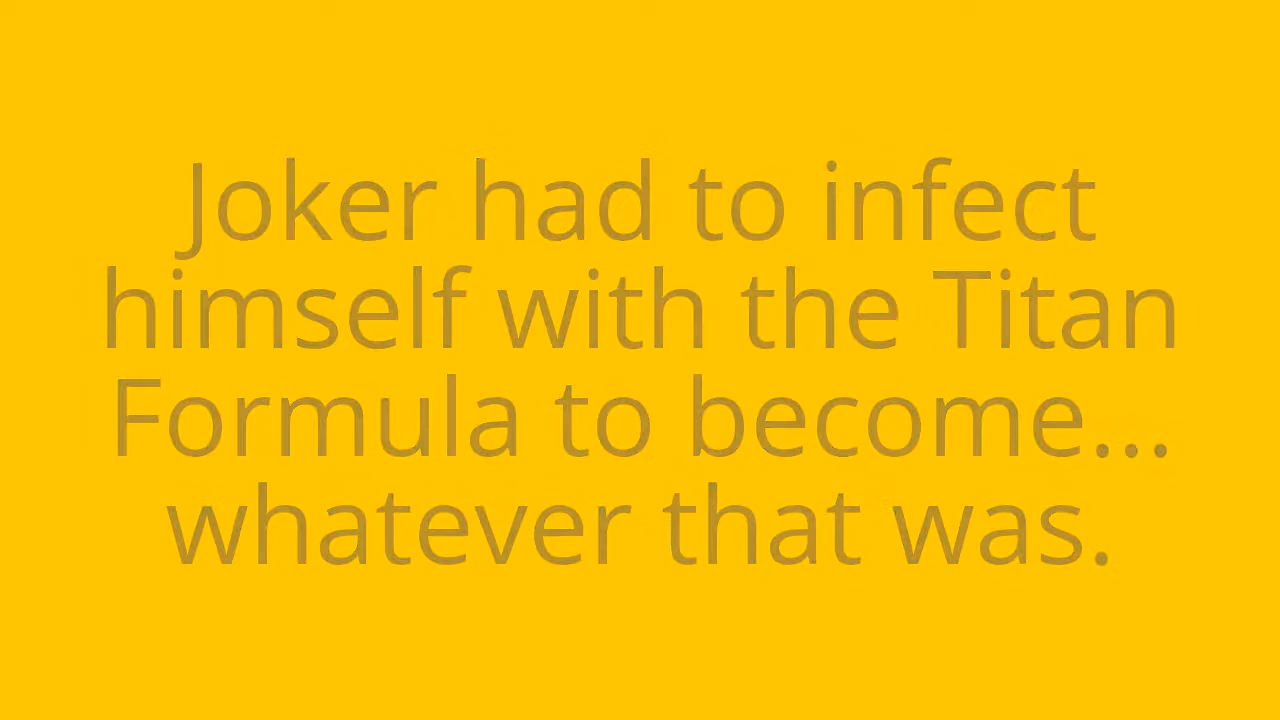 Joker had to infect
himself with the Titan
Formula to become...
whatever that was.